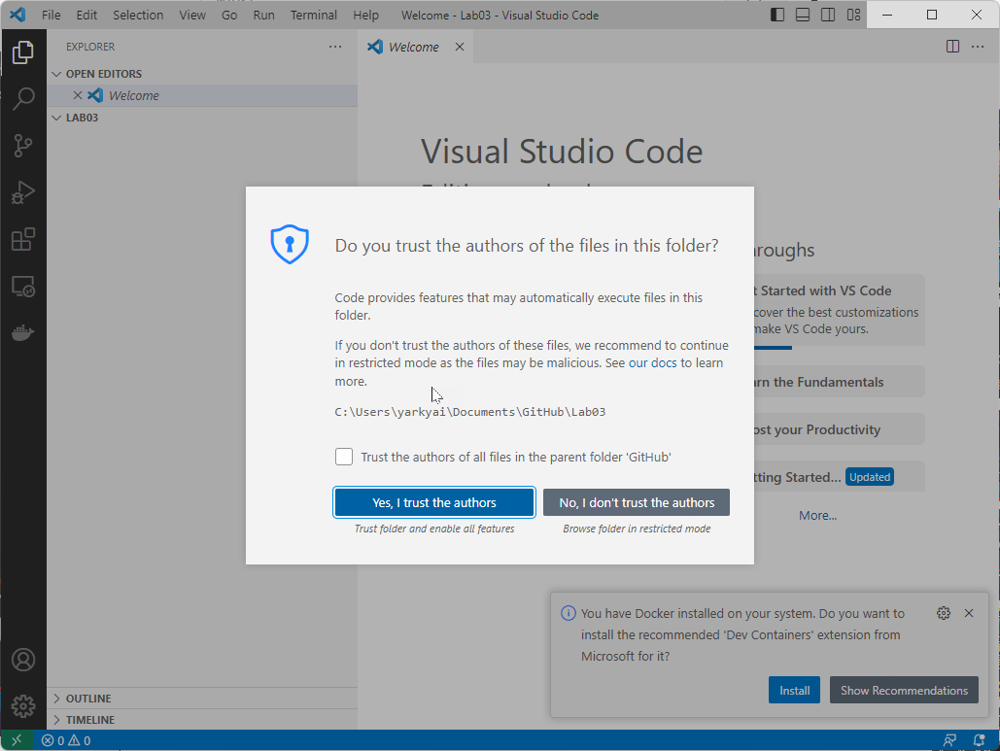 File Edit Selection View Go Run Terminal Help Welcome - Lab03 - Visual Studio Code
EXPLORER
OPEN EDITORS
Welcome
LAB03
OUTLINE
TIMELINE
Welcome
Visual Studio Code
Do you trust the authors of the files in this folder?
Code provides features that may automatically execute files in this
folder.
If you don't trust the authors of these files, we recommend to continue
in restricted mode as the files may be malicious. See our docs to learn
more.
C:\Users\yarkyai\Documents\GitHub\Lab03
Trust the authors of all files in the parent folder 'GitHub'
Yes, I trust the authors
No, I don't trust the authors
Trust folder and enable all features
Browse folder in restricted mode
Started with VS Code
the best customizations
make VS Code yours.
the Fundamentals
your Productivity
Started... Updated
More...
You have Docker installed on your system. Do you want to
install the recommended 'Dev Containers' extension from
Microsoft for it?
Install
Show Recommendations
0 0